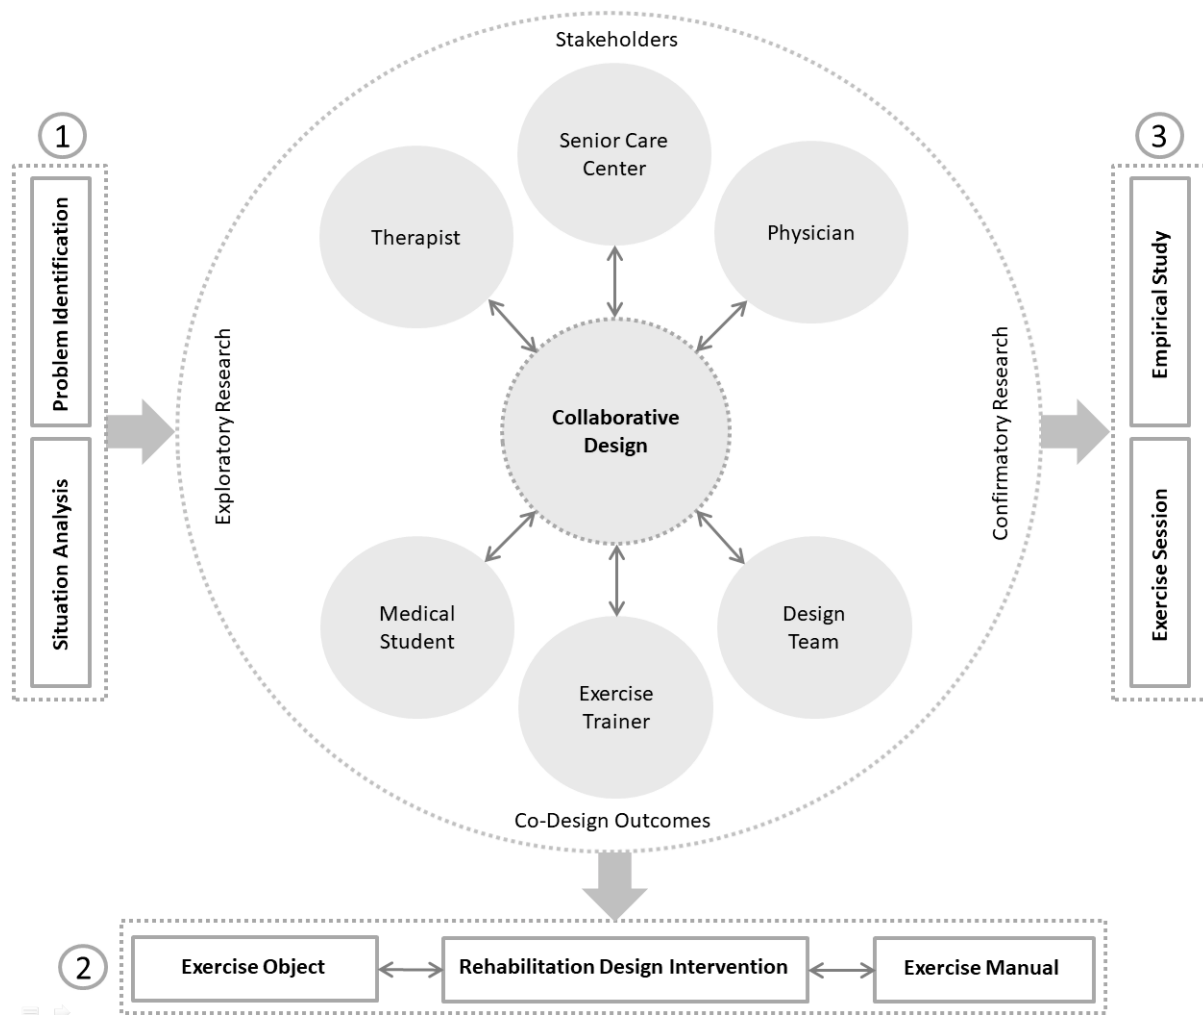 Stakeholders
1
3
Senior Care
Center
Therapist
Physician
Problem Identification
Situation Analysis
Exploratory Research
Collaborative
Design
Confirmatory Research
Empirical Study
Exercise Session
Medical
Student
Design
Team
Exercise
Trainer
Co-Design Outcomes
2
Exercise Object
Rehabilitation Design Intervention
Exercise Manual